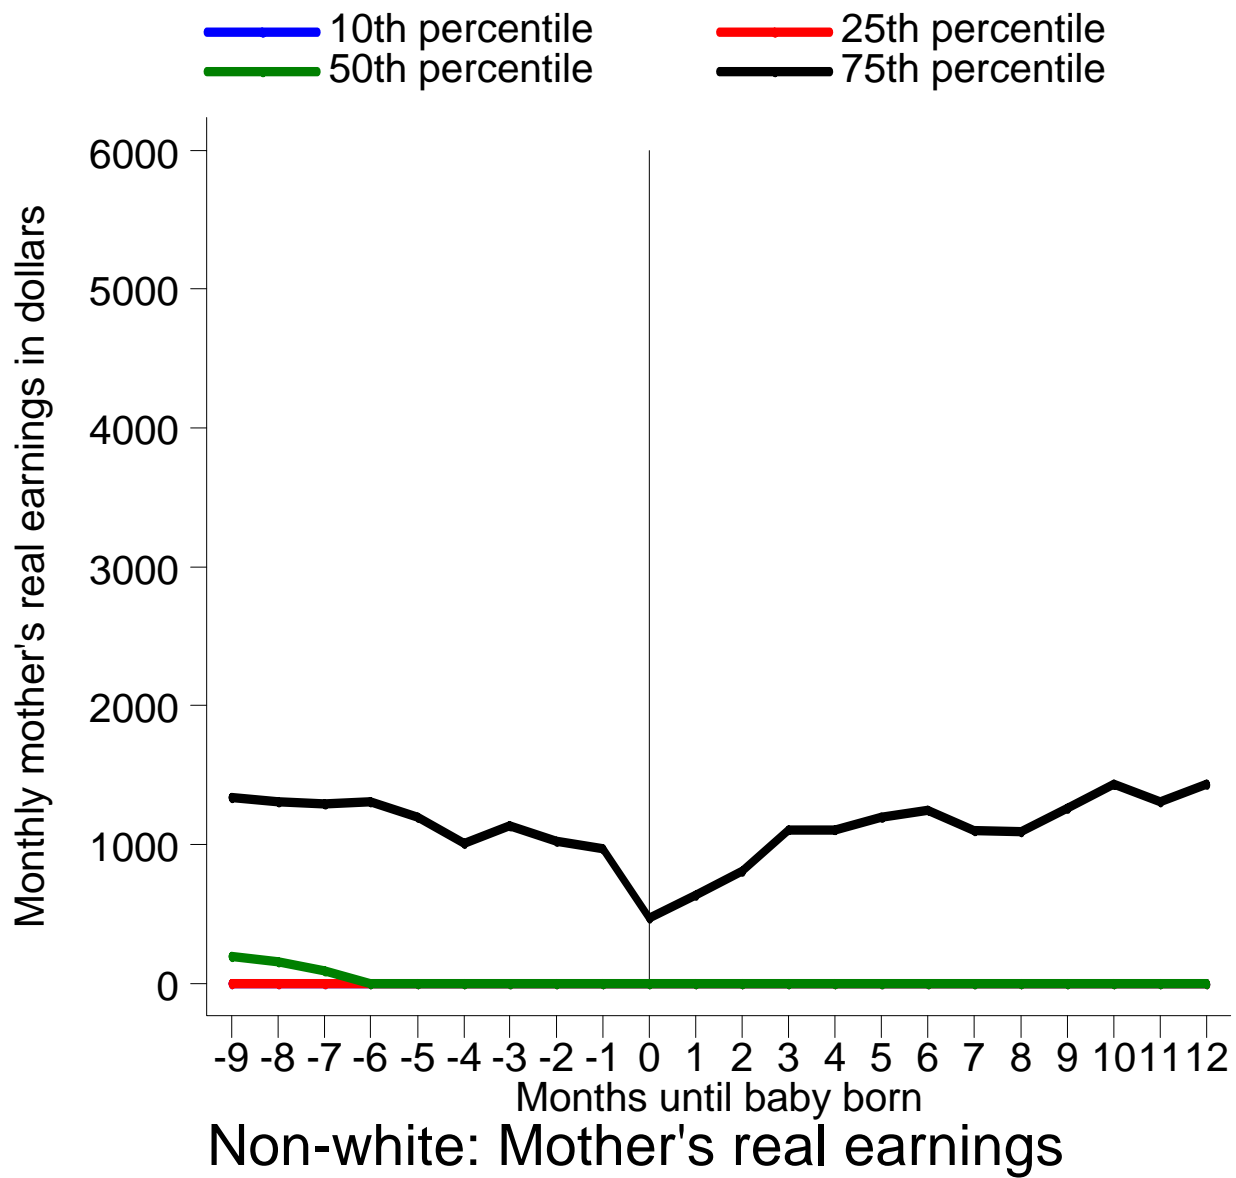 10th percentile
25th percentile
50th percentile
75th percentile
Monthly mother's real earnings in dollars
6000
5000
4000
3000
2000
1000
0
-9 -8 -7 -6 -5 -4 -3 -2 -1 0 1 2 3 4 5 6 7 8 9 10 11 12
Months until baby born
Non-white: Mother's real earnings